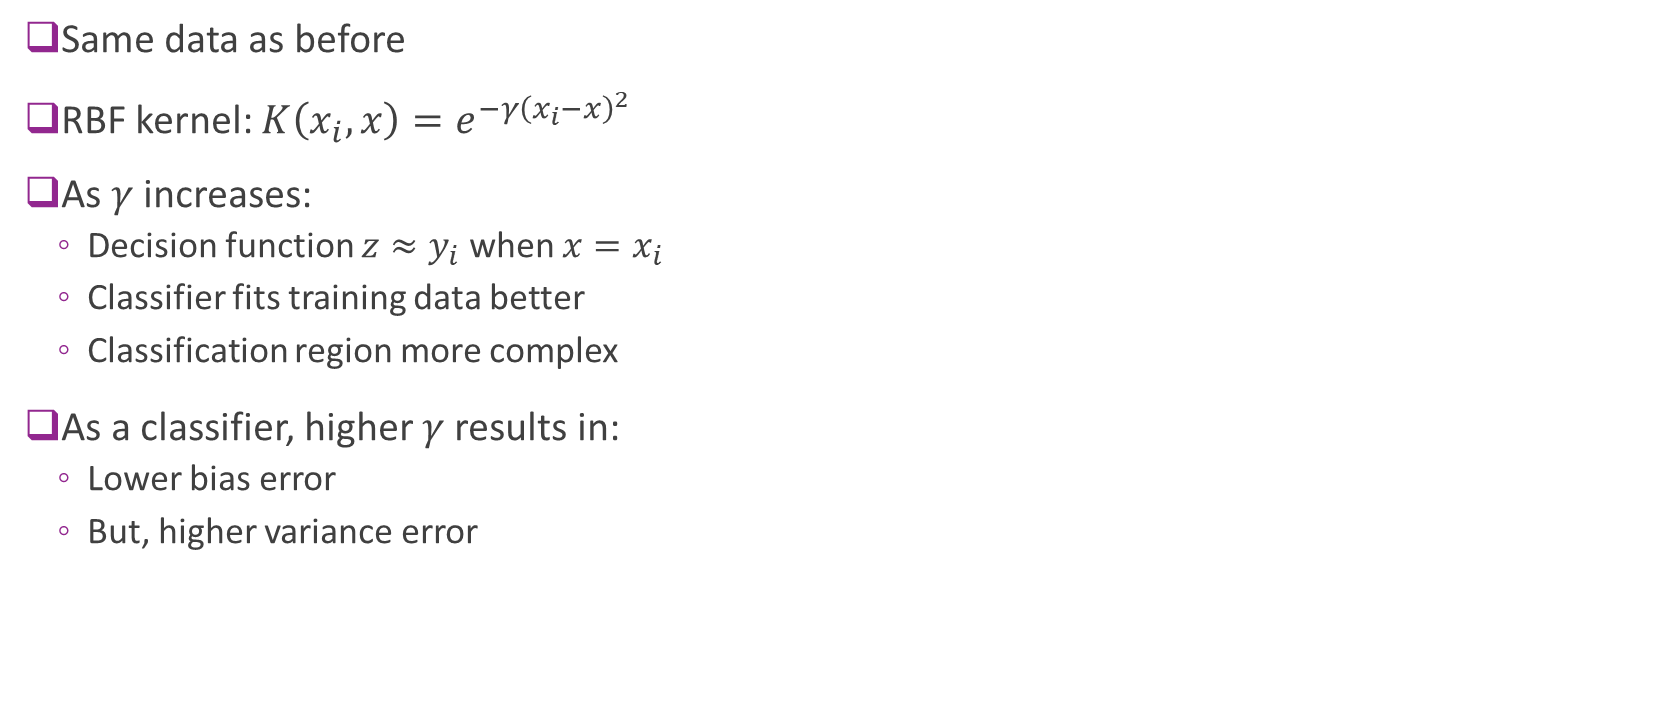 ❑Same data as before
❑RBF kernel: K(xᵢ, x) = e^{−γ(xᵢ−x)²}
❑As γ increases:
◦ Decision function z ≈ yᵢ when x = xᵢ
◦ Classifier fits training data better
◦ Classification region more complex
❑As a classifier, higher γ results in:
◦ Lower bias error
◦ But, higher variance error